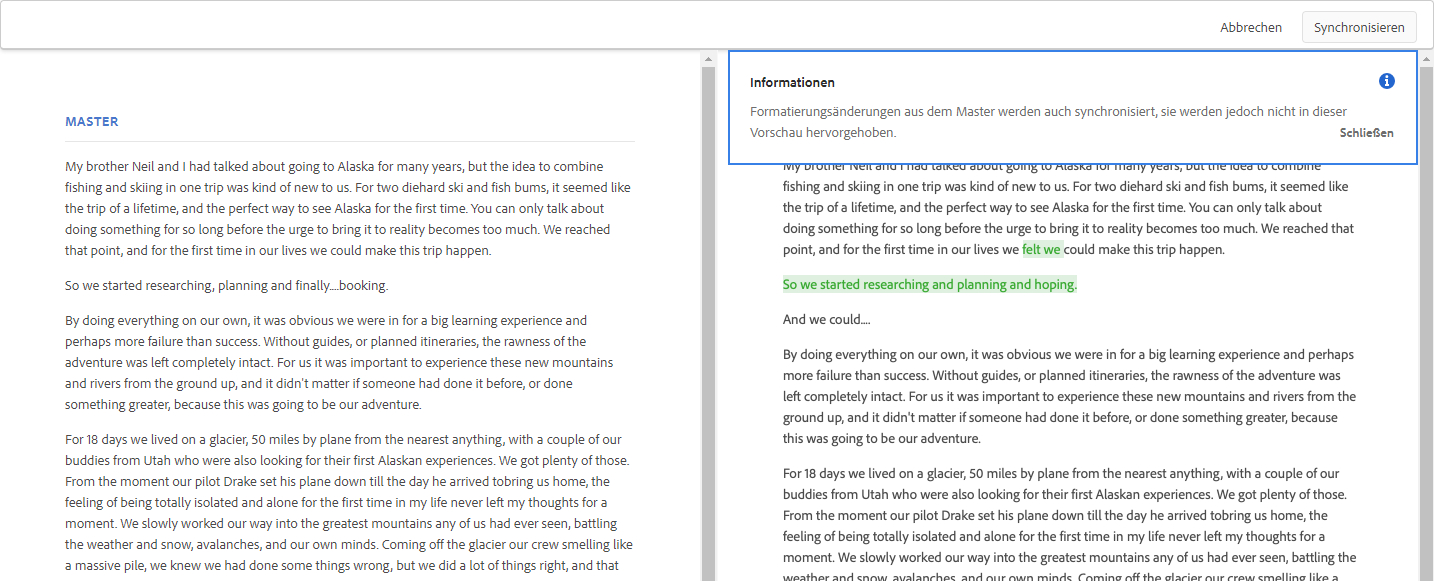 Abbrechen
Synchronisieren
MASTER
My brother Neil and I had talked about going to Alaska for many years, but the idea to combine
fishing and skiing in one trip was kind of new to us. For two diehard ski and fish bums, it seemed like
the trip of a lifetime, and the perfect way to see Alaska for the first time. You can only talk about
doing something for so long before the urge to bring it to reality becomes too much. We reached
that point, and for the first time in our lives we could make this trip happen.
So we started researching, planning and finally....booking.
By doing everything on our own, it was obvious we were in for a big learning experience and
perhaps more failure than success. Without guides, or planned itineraries, the rawness of the
adventure was left completely intact. For us it was important to experience these new mountains
and rivers from the ground up, and it didn't matter if someone had done it before, or done
something greater, because this was going to be our adventure.
For 18 days we lived on a glacier, 50 miles by plane from the nearest anything, with a couple of our
buddies from Utah who were also looking for their first Alaskan experiences. We got plenty of those.
From the moment our pilot Drake set his plane down till the day he arrived tobring us home, the
feeling of being totally isolated and alone for the first time in my life never left my thoughts for a
moment. We slowly worked our way into the greatest mountains any of us had ever seen, battling
the weather and snow, avalanches, and our own minds. Coming off the glacier our crew smelling like
a massive pile, we knew we had done some things wrong, but we did a lot of things right, and that
Informationen
Formatierungsänderungen aus dem Master werden auch synchronisiert, sie werden jedoch nicht in dieser
Vorschau hervorgehoben.
Schließen
My brother Neil and I had talked about going to Alaska for many years, but the idea to combine
fishing and skiing in one trip was kind of new to us. For two diehard ski and fish bums, it seemed like
the trip of a lifetime, and the perfect way to see Alaska for the first time. You can only talk about
doing something for so long before the urge to bring it to reality becomes too much. We reached that
point, and for the first time in our lives we felt we could make this trip happen.
So we started researching and planning and hoping.
And we could....
By doing everything on our own, it was obvious we were in for a big learning experience and perhaps
more failure than success. Without guides, or planned itineraries, the rawness of the adventure was
left completely intact. For us it was important to experience these new mountains and rivers from the
ground up, and it didn't matter if someone had done it before, or done something greater, because
this was going to be our adventure.
For 18 days we lived on a glacier, 50 miles by plane from the nearest anything, with a couple of our
buddies from Utah who were also looking for their first Alaskan experiences. We got plenty of those.
From the moment our pilot Drake set his plane down till the day he arrived tobring us home, the
feeling of being totally isolated and alone for the first time in my life never left my thoughts for a
moment. We slowly worked our way into the greatest mountains any of us had ever seen, battling the
weather and snow, avalanches, and our own minds. Coming off the glacier our crew smelling like a